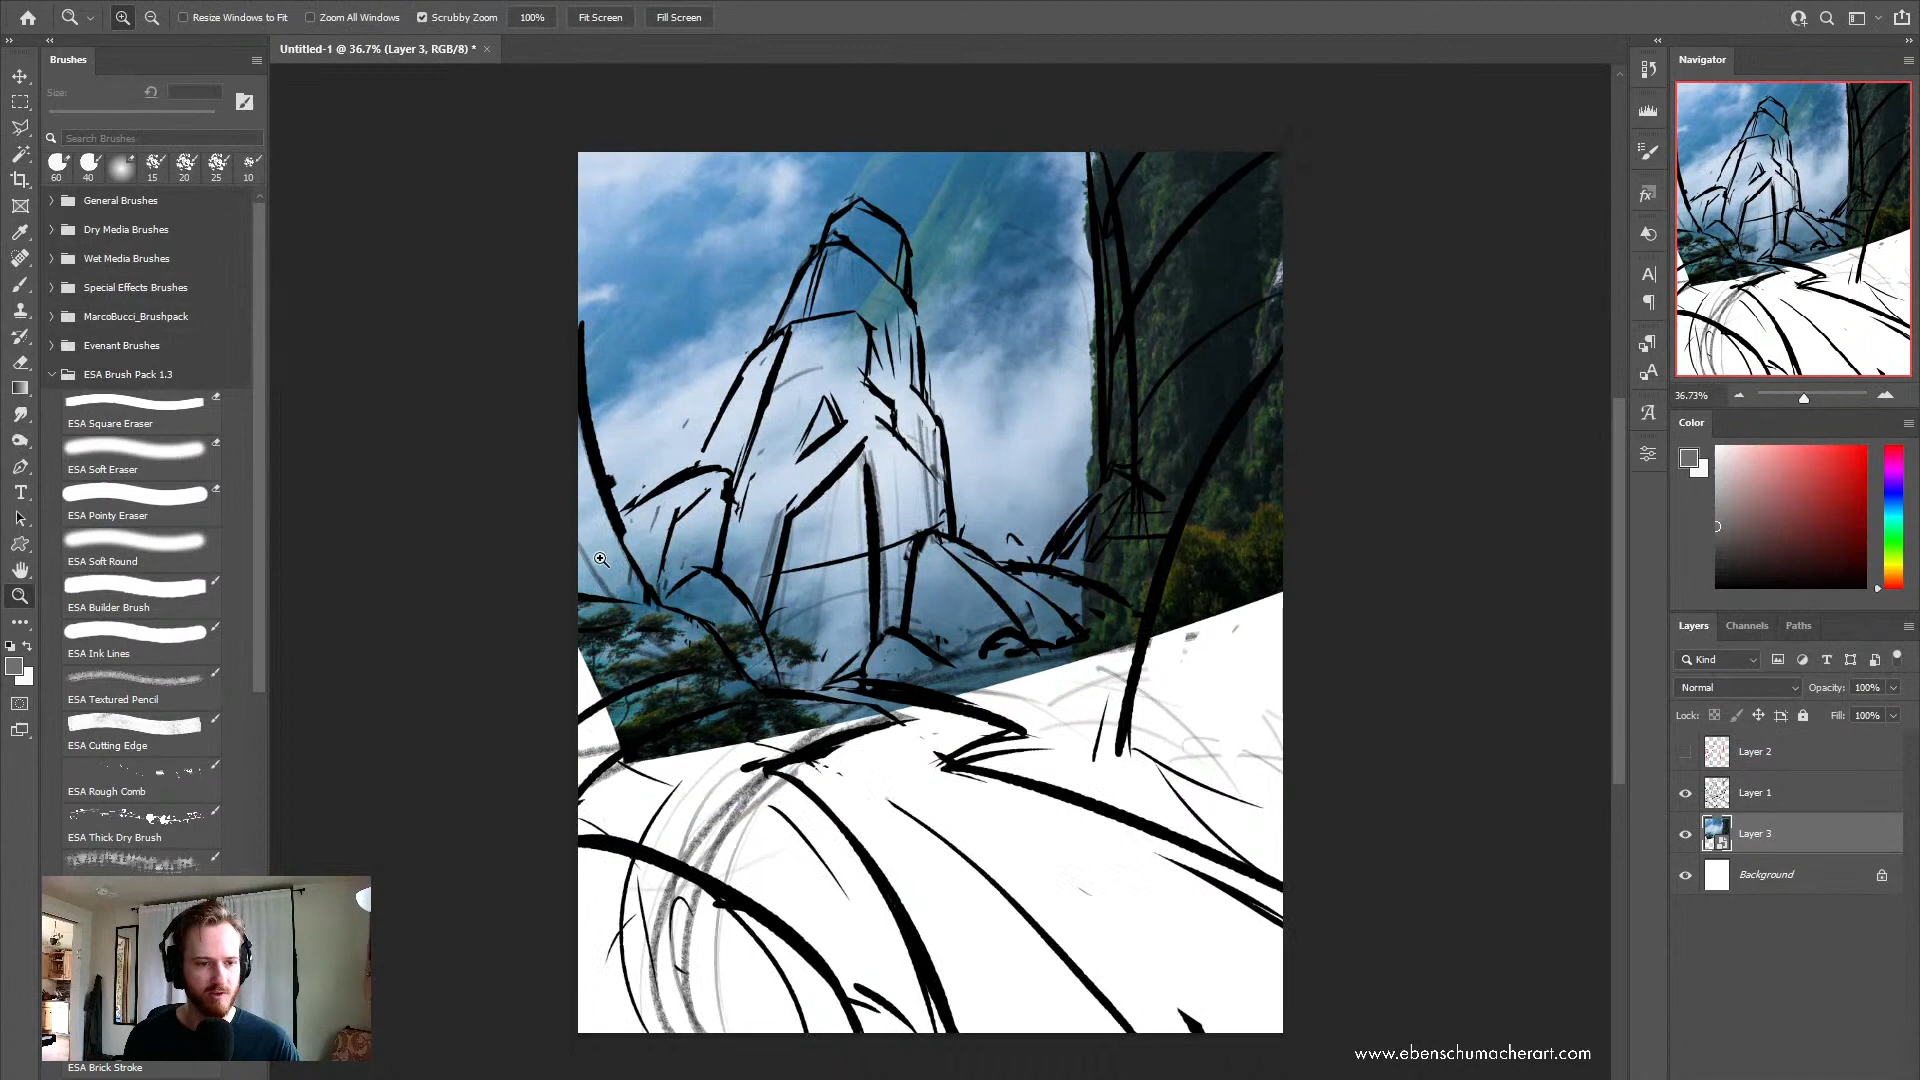 Resize Windows to Fit
Zoom All Windows
Scrubby Zoom
100%
Fit Screen
Fill Screen
Untitled-1 @ 36.7% (Layer 3, RGB/8) *
Brushes
Size:
Search Brushes
60 40 15 20 25 10
General Brushes
Dry Media Brushes
Wet Media Brushes
Special Effects Brushes
MarcoBucci_Brushpack
Evenant Brushes
ESA Brush Pack 1.3
ESA Square Eraser
ESA Soft Eraser
ESA Pointy Eraser
ESA Soft Round
ESA Builder Brush
ESA Ink Lines
ESA Textured Pencil
ESA Cutting Edge
ESA Rough Comb
ESA Thick Dry Brush
ESA Brick Stroke
Navigator
36.73%
Color
Layers Channels Paths
Kind
Normal
Opacity: 100%
Lock:
Fill: 100%
Layer 2
Layer 1
Layer 3
Background
www.ebenschumacherart.com